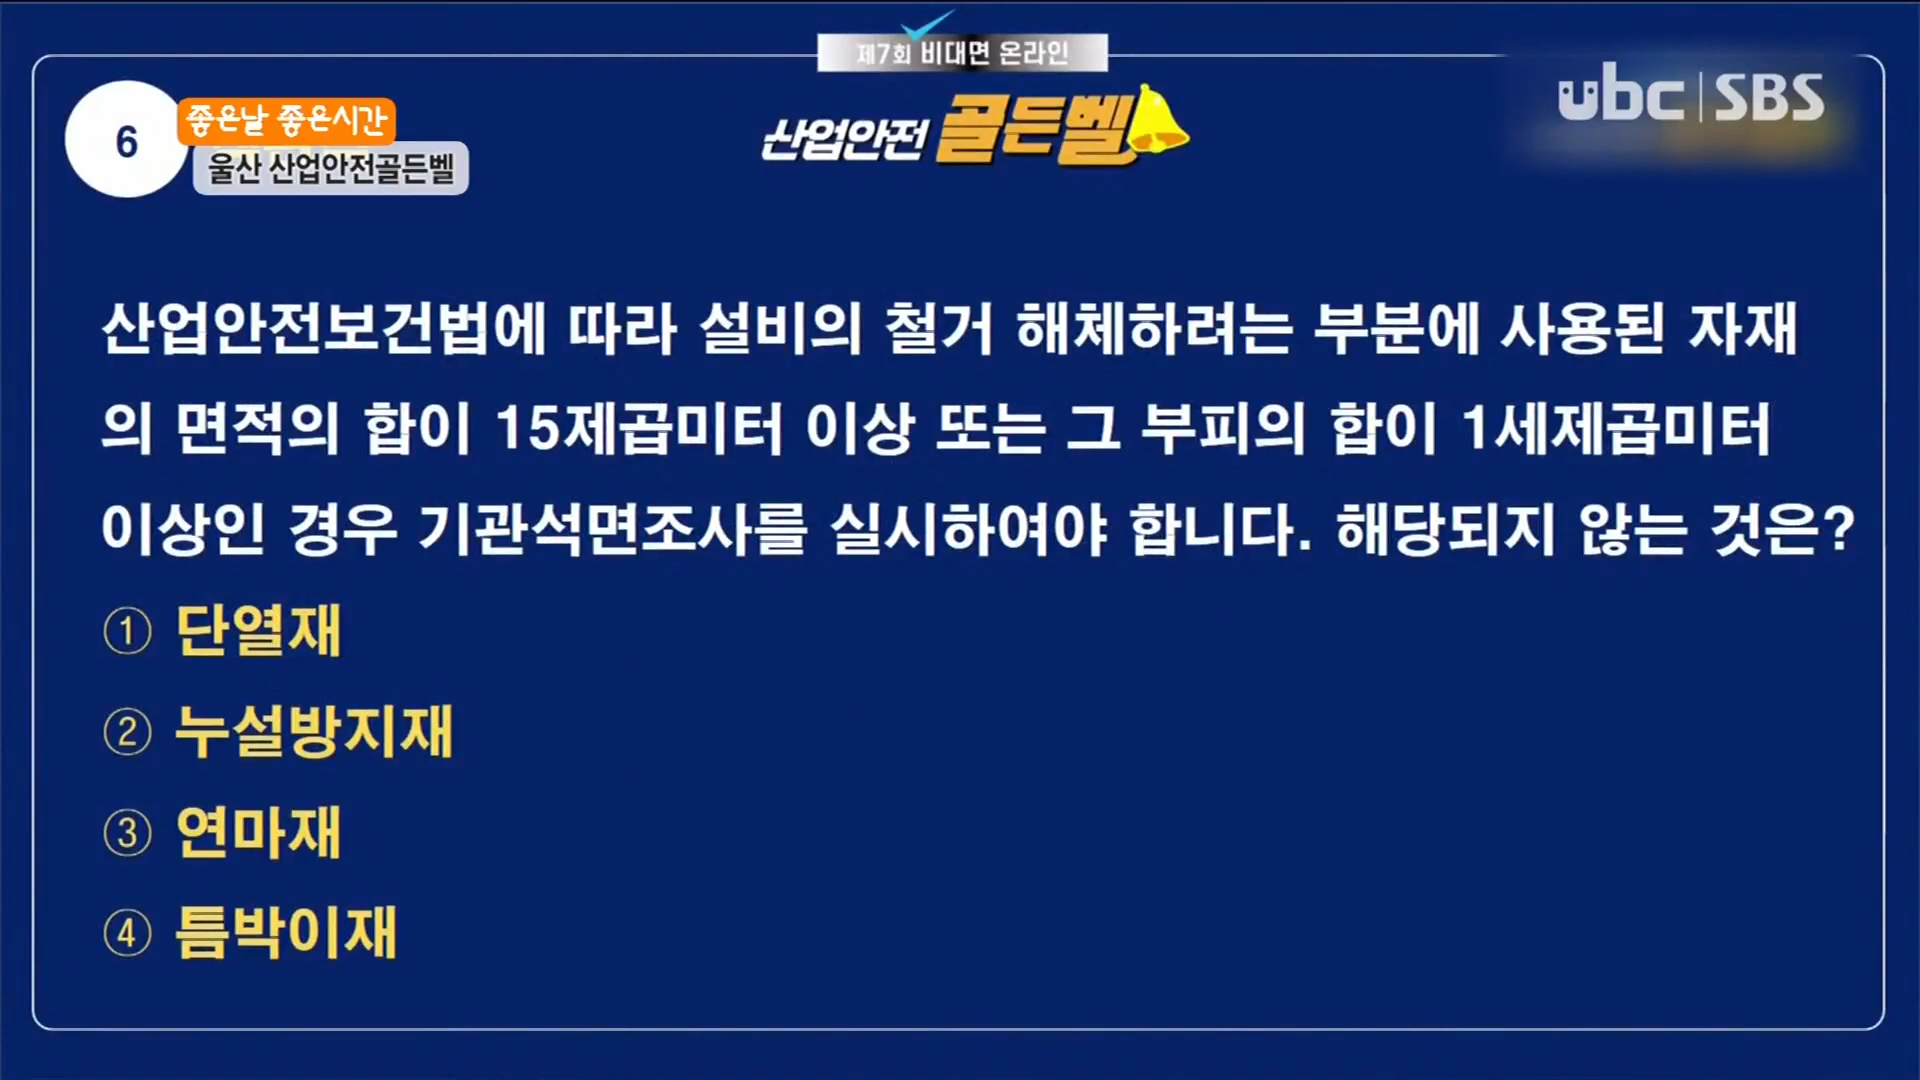 제7회 비대면 온라인
산업안전 골든벨
ubc SBS
6
좋은날 좋은시간
울산 산업안전골든벨
산업안전보건법에 따라 설비의 철거 해체하려는 부분에 사용된 자재
의 면적의 합이 15제곱미터 이상 또는 그 부피의 합이 1세제곱미터
이상인 경우 기관석면조사를 실시하여야 합니다. 해당되지 않는 것은?
① 단열재
② 누설방지재
③ 연마재
④ 틈박이재